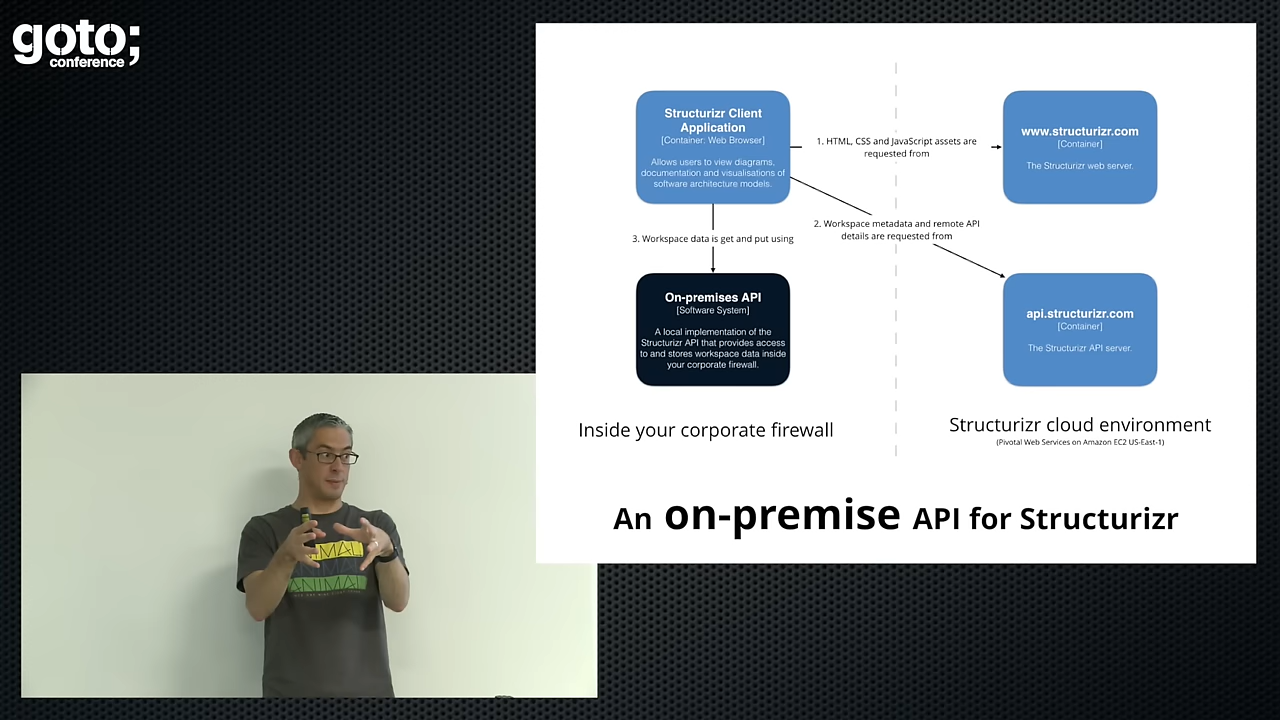 goto;
conference
Structurizr Client
Application
[Container: Web Browser]
Allows users to view diagrams,
documentation and visualisations of
software architecture models.
1. HTML, CSS and JavaScript assets are
requested from
www.structurizr.com
[Container]
The Structurizr web server.
2. Workspace metadata and remote API
details are requested from
3. Workspace data is get and put using
On-premises API
[Software System]
A local implementation of the
Structurizr API that provides access
to and stores workspace data inside
your corporate firewall.
api.structurizr.com
[Container]
The Structurizr API server.
Inside your corporate firewall
Structurizr cloud environment
(Pivotal Web Services on Amazon EC2 US-East-1)
An on-premise API for Structurizr
ANIMAL